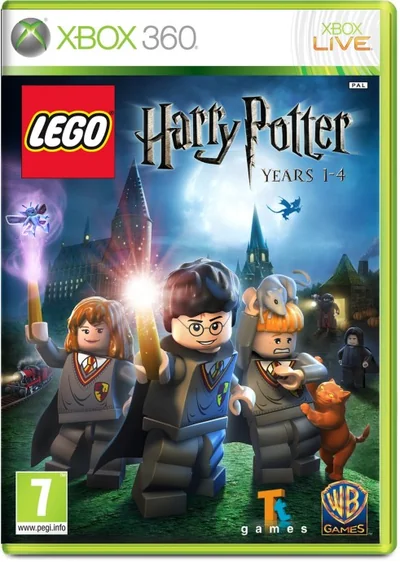 XBOX 360.
XBOX
LIVE
PAL
LEGO
Harry Potter
YEARS 1-4
7
www.pegi.info
Tt
games
WB
GAMES